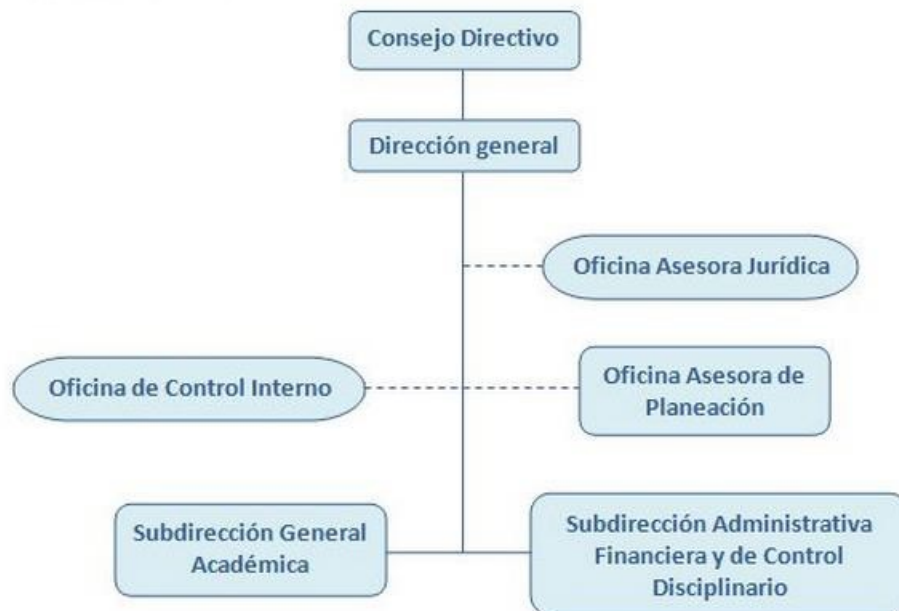 Consejo Directivo
Dirección general
Oficina Asesora Jurídica
Oficina de Control Interno
Oficina Asesora de
Planeación
Subdirección General
Académica
Subdirección Administrativa
Financiera y de Control
Disciplinario